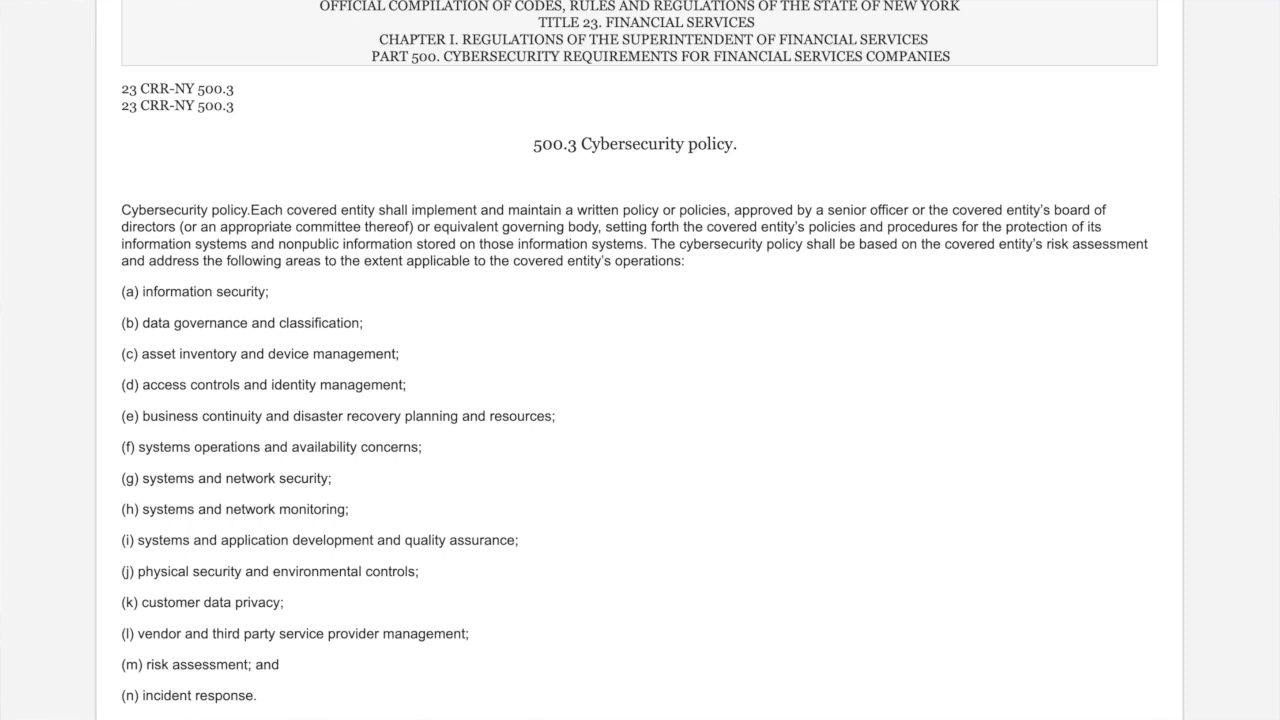 OFFICIAL COMPILATION OF CODES, RULES AND REGULATIONS OF THE STATE OF NEW YORK
TITLE 23. FINANCIAL SERVICES
CHAPTER I. REGULATIONS OF THE SUPERINTENDENT OF FINANCIAL SERVICES
PART 500. CYBERSECURITY REQUIREMENTS FOR FINANCIAL SERVICES COMPANIES
23 CRR-NY 500.3
23 CRR-NY 500.3
500.3 Cybersecurity policy.
Cybersecurity policy.Each covered entity shall implement and maintain a written policy or policies, approved by a senior officer or the covered entity’s board of
directors (or an appropriate committee thereof) or equivalent governing body, setting forth the covered entity’s policies and procedures for the protection of its
information systems and nonpublic information stored on those information systems. The cybersecurity policy shall be based on the covered entity’s risk assessment
and address the following areas to the extent applicable to the covered entity’s operations:
(a) information security;
(b) data governance and classification;
(c) asset inventory and device management;
(d) access controls and identity management;
(e) business continuity and disaster recovery planning and resources;
(f) systems operations and availability concerns;
(g) systems and network security;
(h) systems and network monitoring;
(i) systems and application development and quality assurance;
(j) physical security and environmental controls;
(k) customer data privacy;
(l) vendor and third party service provider management;
(m) risk assessment; and
(n) incident response.